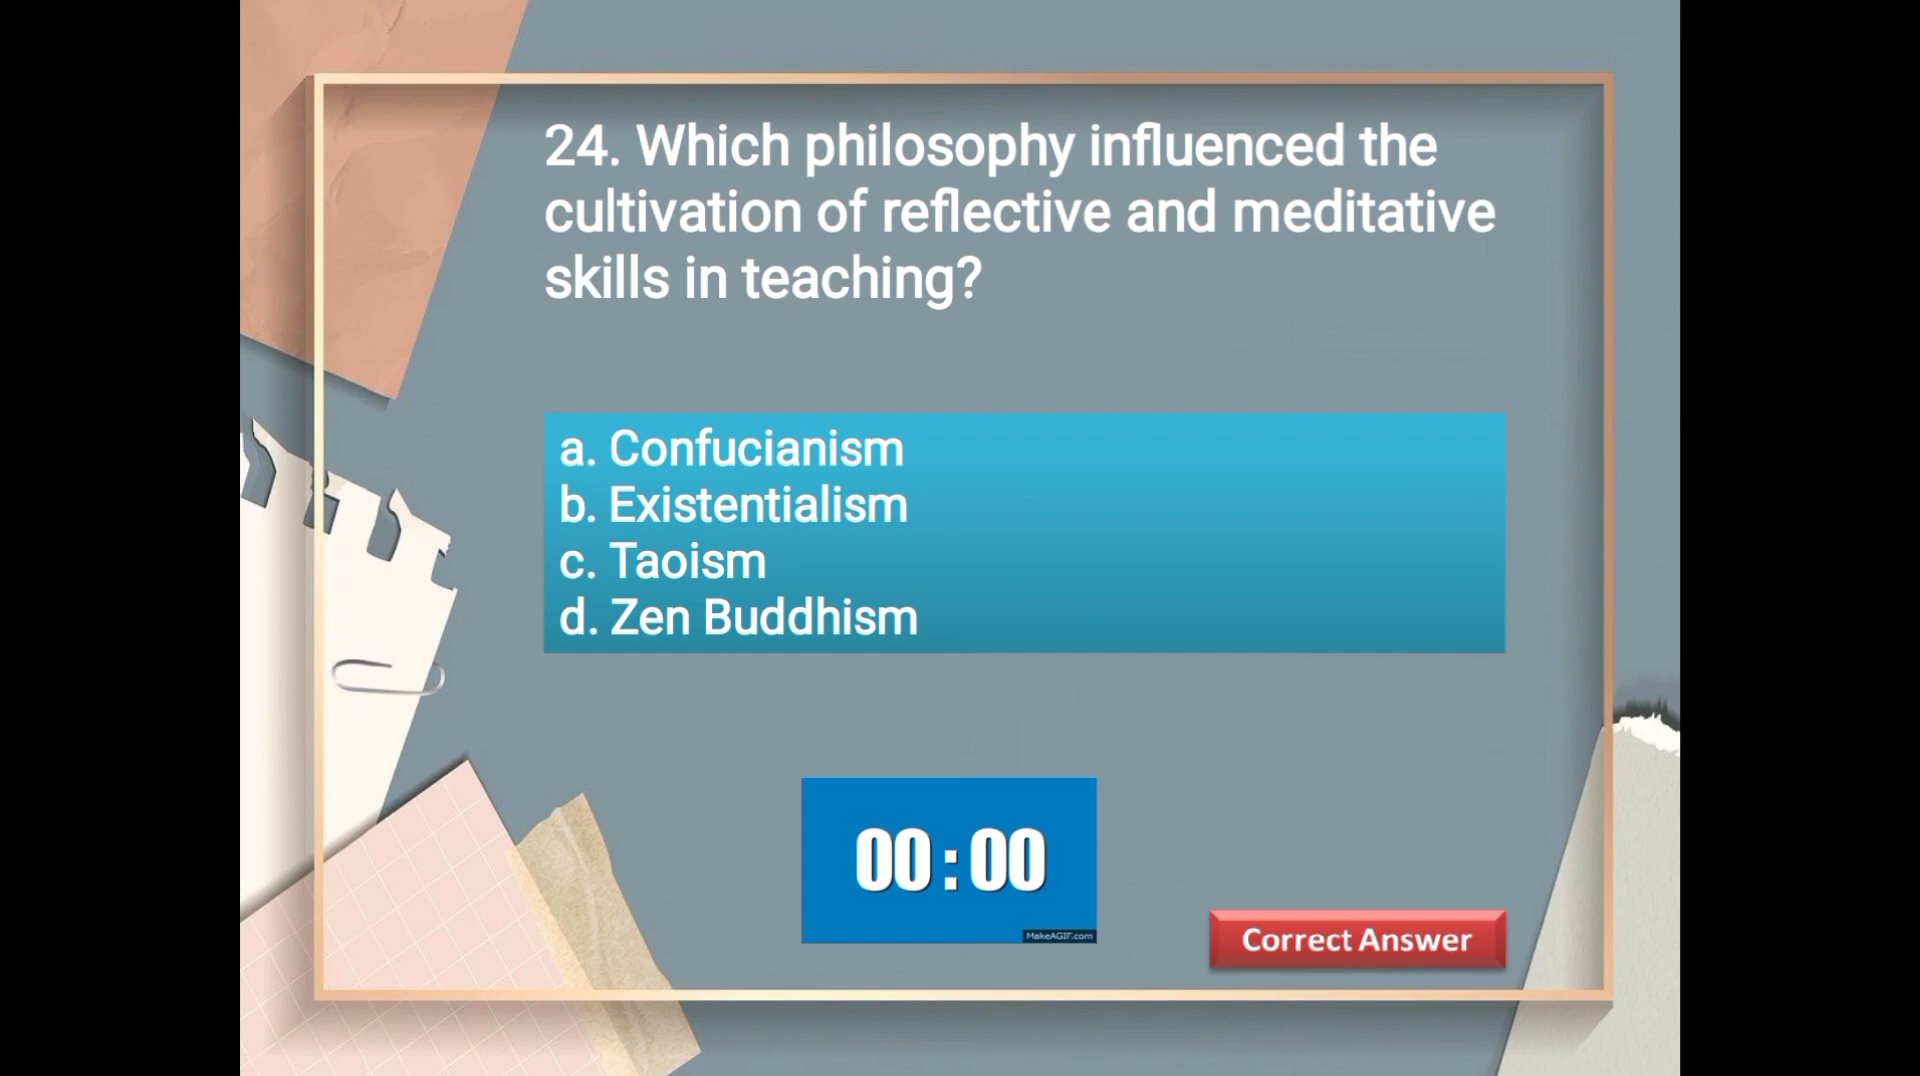 24. Which philosophy influenced the
cultivation of reflective and meditative
skills in teaching?
a. Confucianism
b. Existentialism
c. Taoism
d. Zen Buddhism
00:00
MakeAGIF.com
Correct Answer